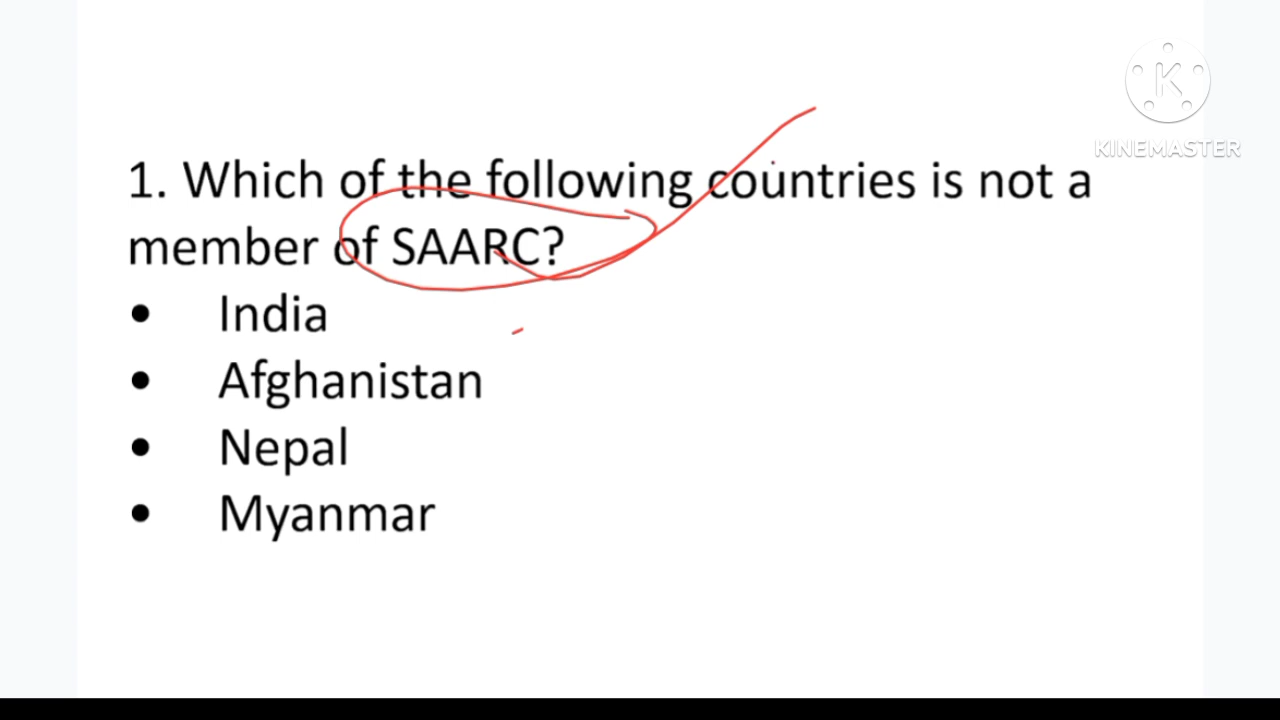 1. Which of the following countries is not a
member of SAARC?
• India
• Afghanistan
• Nepal
• Myanmar
K
KINEMASTER